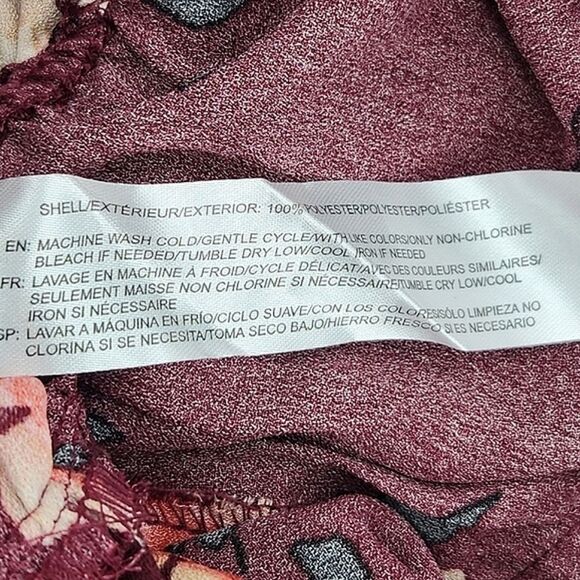 SHELL/EXTÉRIEUR/EXTERIOR: 100% POLYESTER/POLYESTER/POLIÉSTER
EN: MACHINE WASH COLD/GENTLE CYCLE/WITH LIKE COLORS/ONLY NON-CHLORINE
BLEACH IF NEEDED/TUMBLE DRY LOW/COOL IRON IF NEEDED
FR: LAVAGE EN MACHINE À FROID/CYCLE DÉLICAT/AVEC DES COULEURS SIMILAIRES/
SEULEMENT MAISSE NON CHLORINE SI NÉCESSAIRE/TUMBLE CRY LOW/COOL
IRON SI NÉCESSAIRE
SP: LAVAR A MÁQUINA EN FRÍO/CICLO SUAVE/CON LOS COLORES/SÓLO LIMPIEZA NO
CLORINA SI SE NECESITA/TOMA SECO BAJO/HIERRO FRESCO SI ES NECESARIO